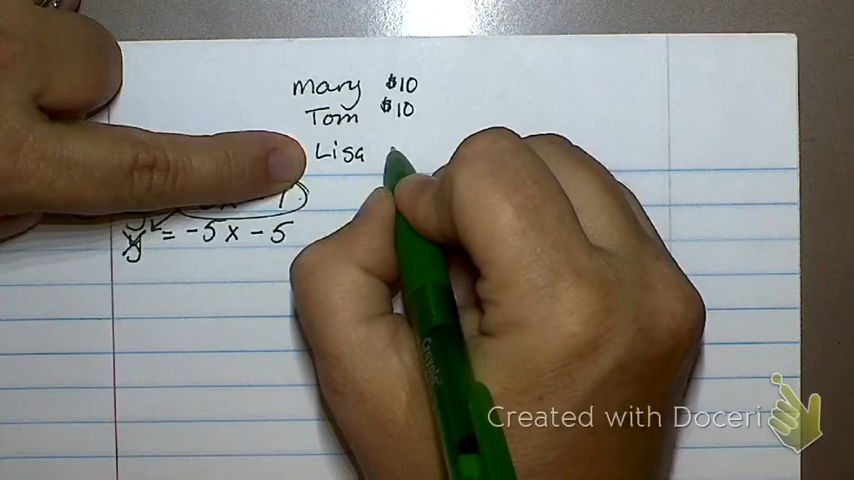 Mary $10
Tom $10
Lisa
y = -5x - 5
Crayola
Created with Doceri